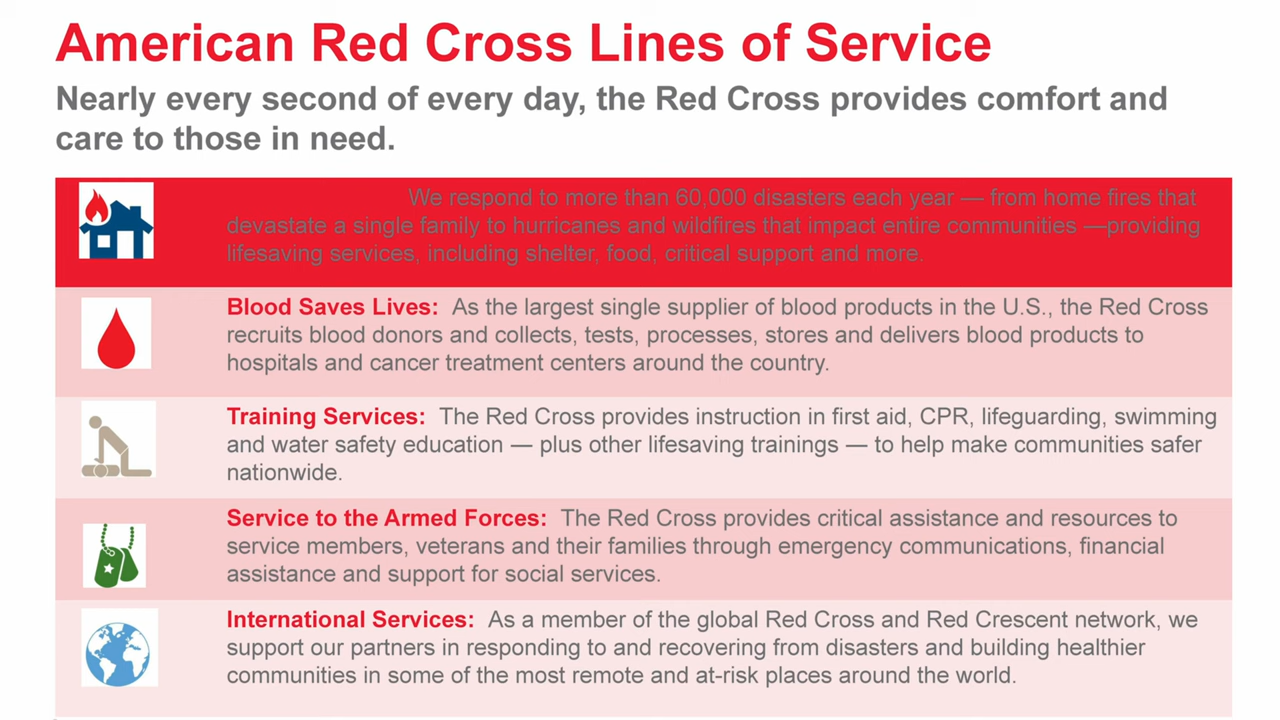 American Red Cross Lines of Service
Nearly every second of every day, the Red Cross provides comfort and
care to those in need.
We respond to more than 60,000 disasters each year — from home fires that
devastate a single family to hurricanes and wildfires that impact entire communities —providing
lifesaving services, including shelter, food, critical support and more.
Blood Saves Lives: As the largest single supplier of blood products in the U.S., the Red Cross
recruits blood donors and collects, tests, processes, stores and delivers blood products to
hospitals and cancer treatment centers around the country.
Training Services: The Red Cross provides instruction in first aid, CPR, lifeguarding, swimming
and water safety education — plus other lifesaving trainings — to help make communities safer
nationwide.
Service to the Armed Forces: The Red Cross provides critical assistance and resources to
service members, veterans and their families through emergency communications, financial
assistance and support for social services.
International Services: As a member of the global Red Cross and Red Crescent network, we
support our partners in responding to and recovering from disasters and building healthier
communities in some of the most remote and at-risk places around the world.